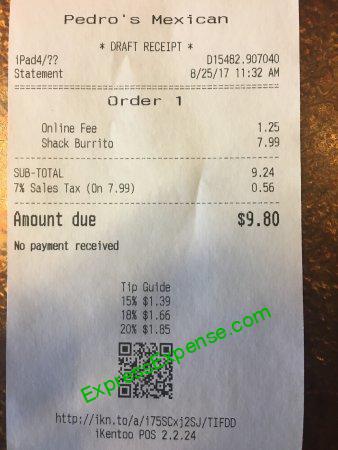 Pedro's Mexican
* DRAFT RECEIPT *
iPad4/?? D15482.907040
Statement 8/25/17 11:32 AM
Order 1
Online Fee 1.25
Shack Burrito 7.99
SUB-TOTAL 9.24
7% Sales Tax (On 7.99) 0.56
Amount due $9.80
No payment received
Tip Guide
15% $1.39
18% $1.66
20% $1.85
ExpressExpense.com
http://ikn.to/a/i75SCxj2SJ/TIFDD
iKentoo POS 2.2.24